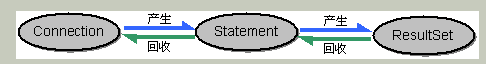 Connection
产生
回收
Statement
产生
回收
ResultSet